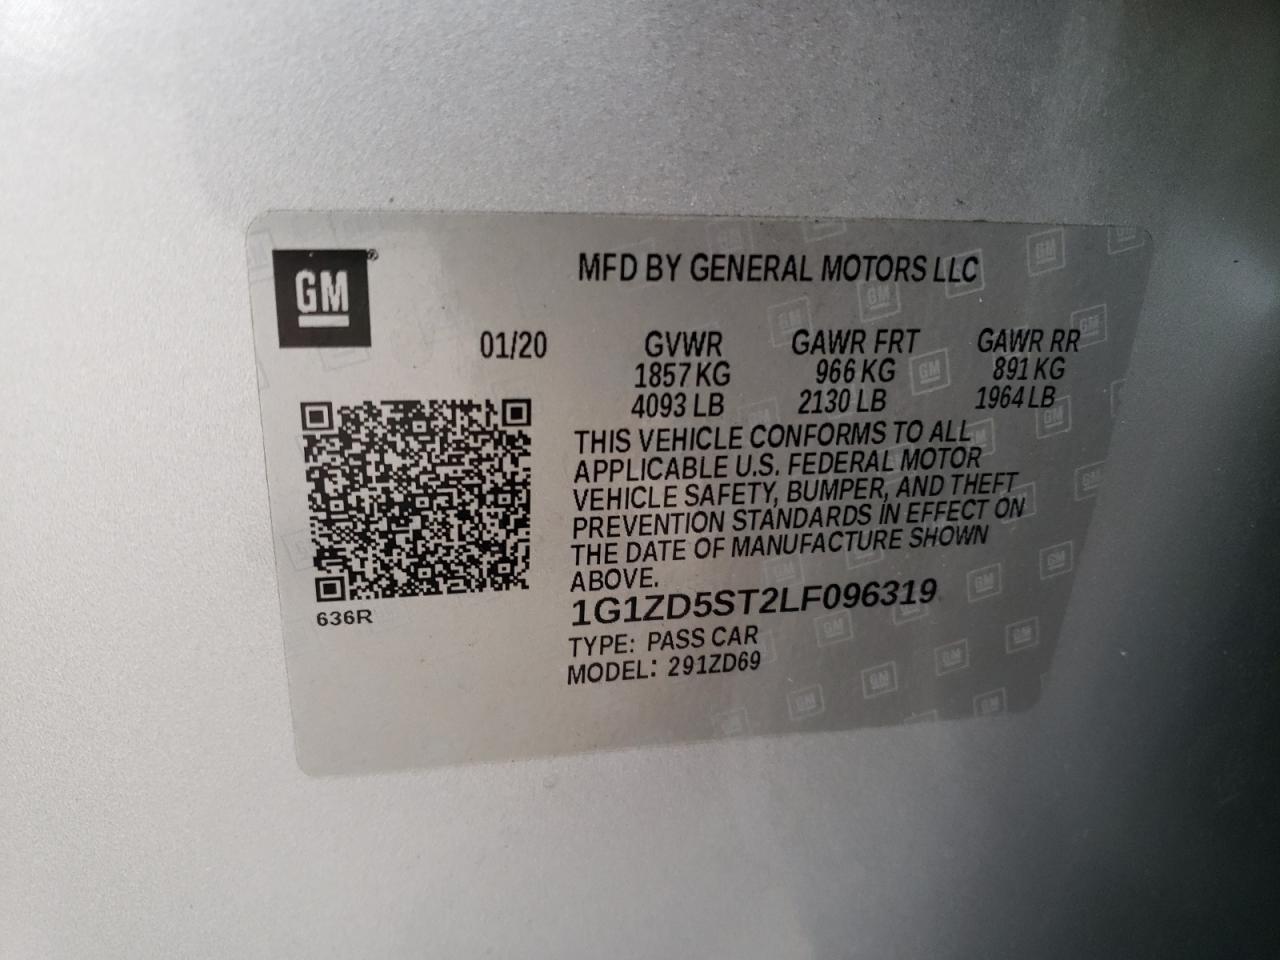 GM
MFD BY GENERAL MOTORS LLC
01/20 GVWR GAWR FRT GAWR RR
1857 KG 966 KG 891 KG
4093 LB 2130 LB 1964 LB
THIS VEHICLE CONFORMS TO ALL
APPLICABLE U.S. FEDERAL MOTOR
VEHICLE SAFETY, BUMPER, AND THEFT
PREVENTION STANDARDS IN EFFECT ON
THE DATE OF MANUFACTURE SHOWN
ABOVE.
1G1ZD5ST2LF096319
TYPE: PASS CAR
MODEL: 291ZD69
636R